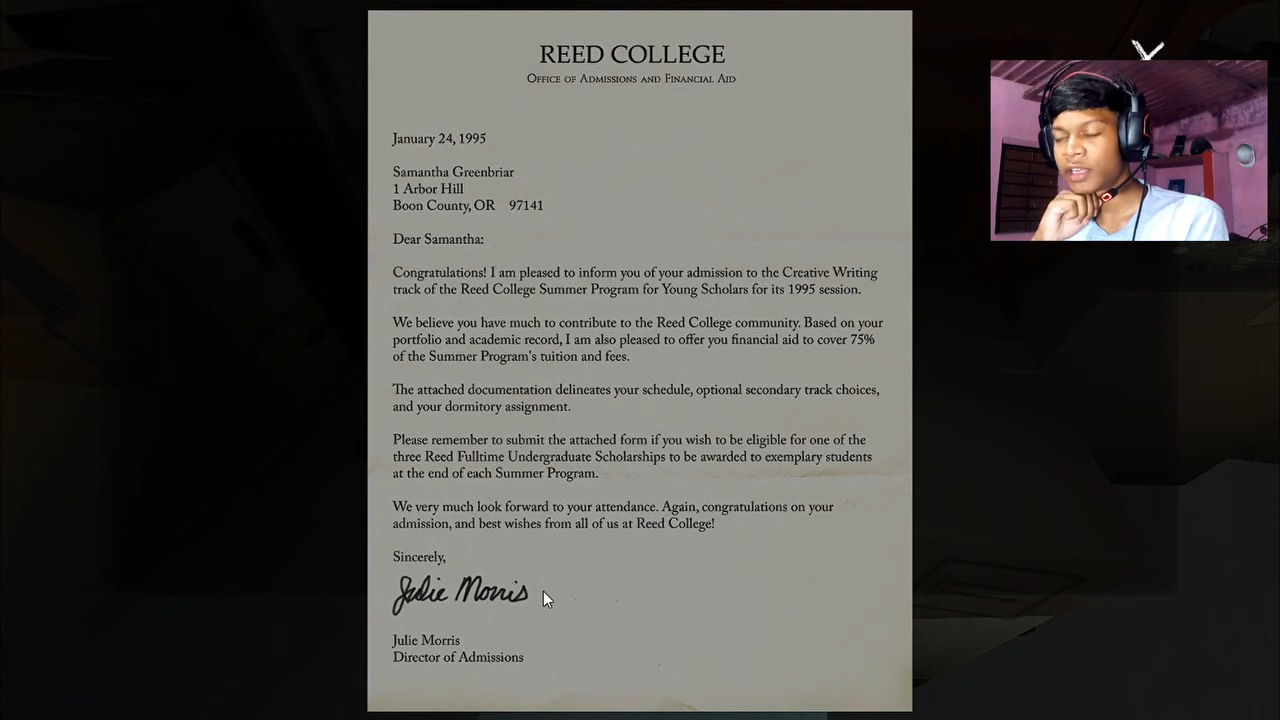 REED COLLEGE
Office of Admissions and Financial Aid
January 24, 1995
Samantha Greenbriar
1 Arbor Hill
Boon County, OR 97141
Dear Samantha:
Congratulations! I am pleased to inform you of your admission to the Creative Writing
track of the Reed College Summer Program for Young Scholars for its 1995 session.
We believe you have much to contribute to the Reed College community. Based on your
portfolio and academic record, I am also pleased to offer you financial aid to cover 75%
of the Summer Program's tuition and fees.
The attached documentation delineates your schedule, optional secondary track choices,
and your dormitory assignment.
Please remember to submit the attached form if you wish to be eligible for one of the
three Reed Fulltime Undergraduate Scholarships to be awarded to exemplary students
at the end of each Summer Program.
We very much look forward to your attendance. Again, congratulations on your
admission, and best wishes from all of us at Reed College!
Sincerely,
Julie Morris
Julie Morris
Director of Admissions